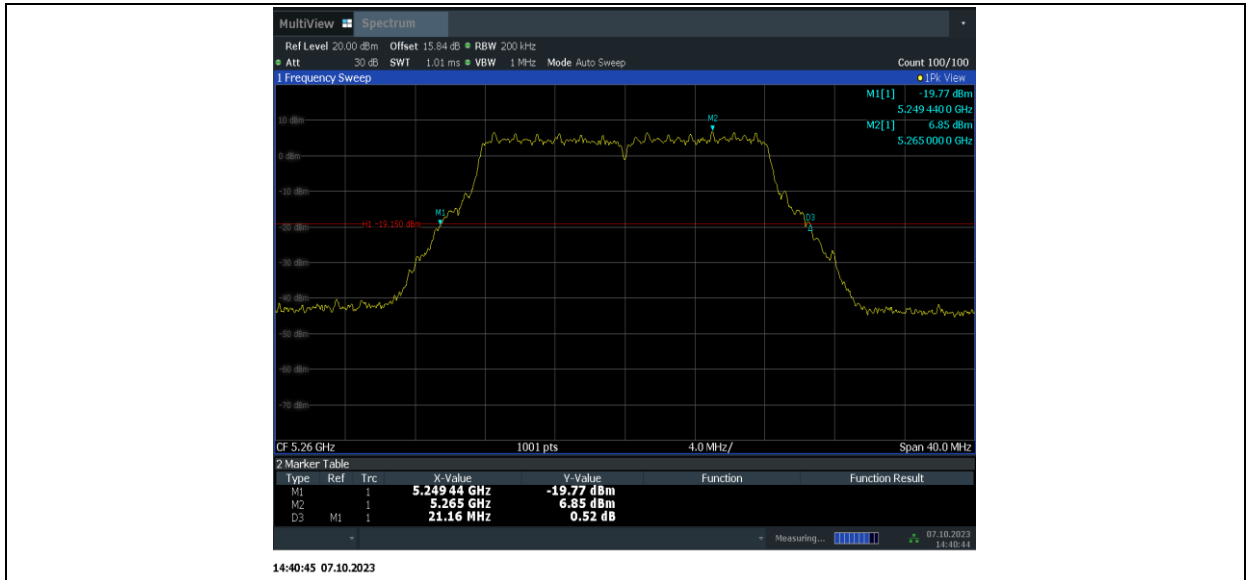 MultiView Spectrum
Ref Level 20.00 dBm Offset 15.84 dB RBW 200 kHz
Att 30 dB SWT 1.01 ms VBW 1 MHz Mode Auto Sweep Count 100/100
1 Frequency Sweep 1Pk View
M1[1] -19.77 dBm
5.249 440 0 GHz
M2[1] 6.85 dBm
5.265 000 0 GHz
M2
10 dBm
0 dBm
-10 dBm
M1
D3
H1 -19.150 dBm
-20 dBm
-30 dBm
-40 dBm
-50 dBm
-60 dBm
-70 dBm
CF 5.26 GHz 1001 pts 4.0 MHz/ Span 40.0 MHz
2 Marker Table
Type Ref Trc X-Value Y-Value Function Function Result
M1 1 5.249 44 GHz -19.77 dBm
M2 1 5.265 GHz 6.85 dBm
D3 M1 1 21.16 MHz 0.52 dB
Measuring... 07.10.2023
14:40:44
14:40:45 07.10.2023